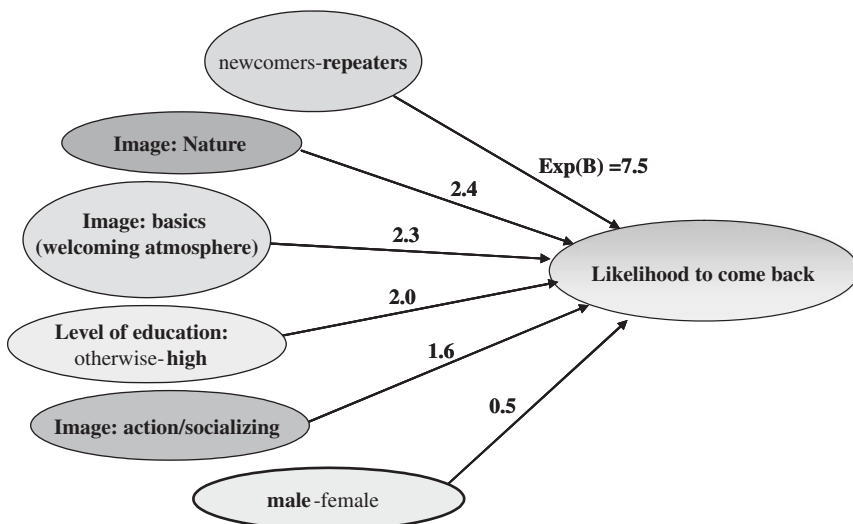 newcomers-repeaters
Exp(B) =7.5
Image: Nature
2.4
Image: basics
(welcoming atmosphere)
2.3
Likelihood to come back
2.0
Level of education:
otherwise-high
1.6
Image: action/socializing
0.5
male-female